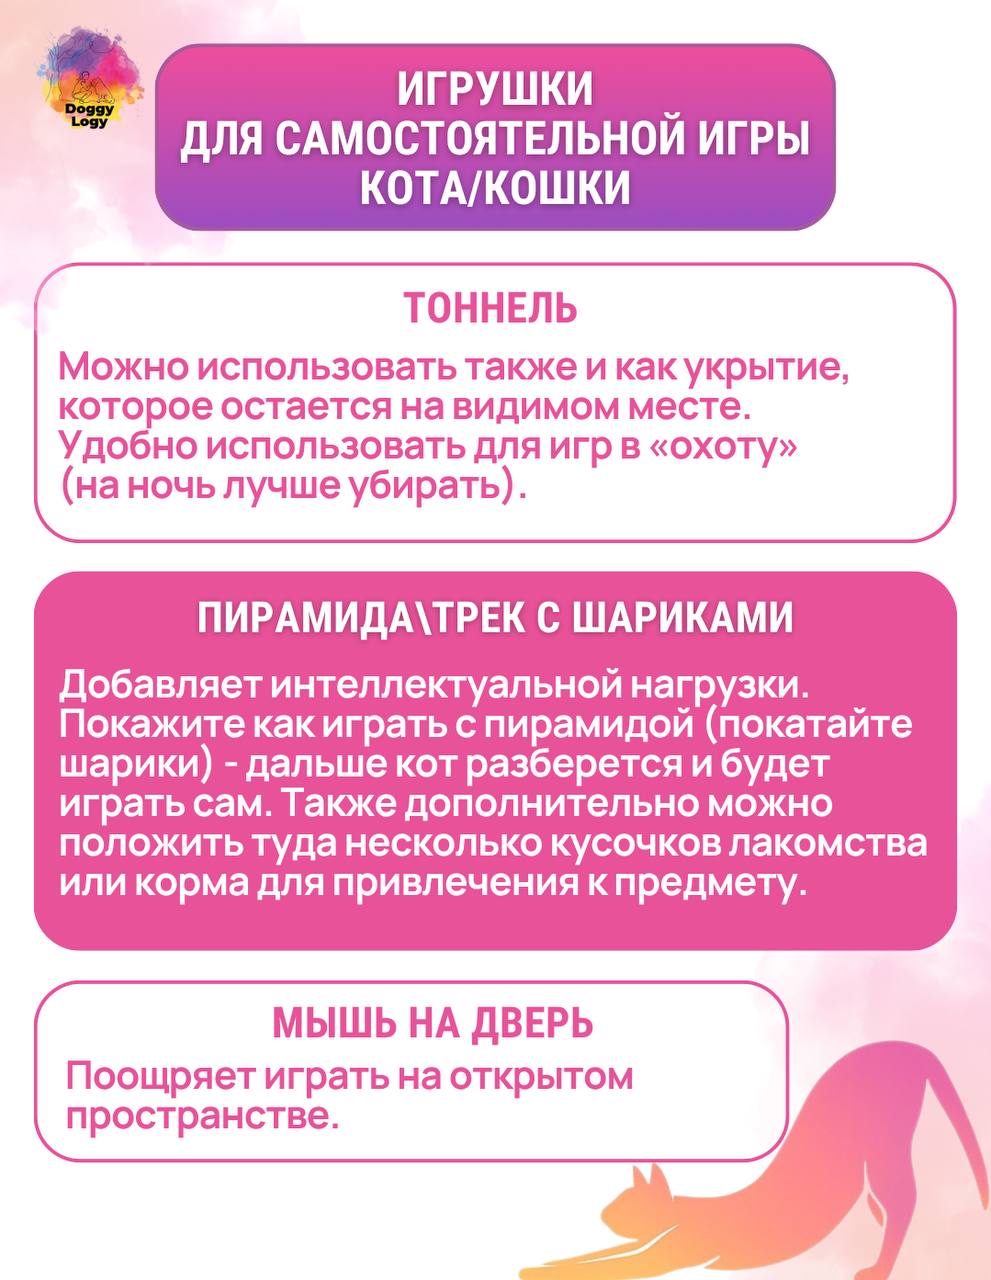 Doggy
Logy
ИГРУШКИ
ДЛЯ САМОСТОЯТЕЛЬНОЙ ИГРЫ
КОТА/КОШКИ
ТОННЕЛЬ
Можно использовать также и как укрытие,
которое остается на видимом месте.
Удобно использовать для игр в «охоту»
(на ночь лучше убирать).
ПИРАМИДА\ТРЕК С ШАРИКАМИ
Добавляет интеллектуальной нагрузки.
Покажите как играть с пирамидой (покатайте
шарики) - дальше кот разберется и будет
играть сам. Также дополнительно можно
положить туда несколько кусочков лакомства
или корма для привлечения к предмету.
МЫШЬ НА ДВЕРЬ
Поощряет играть на открытом
пространстве.